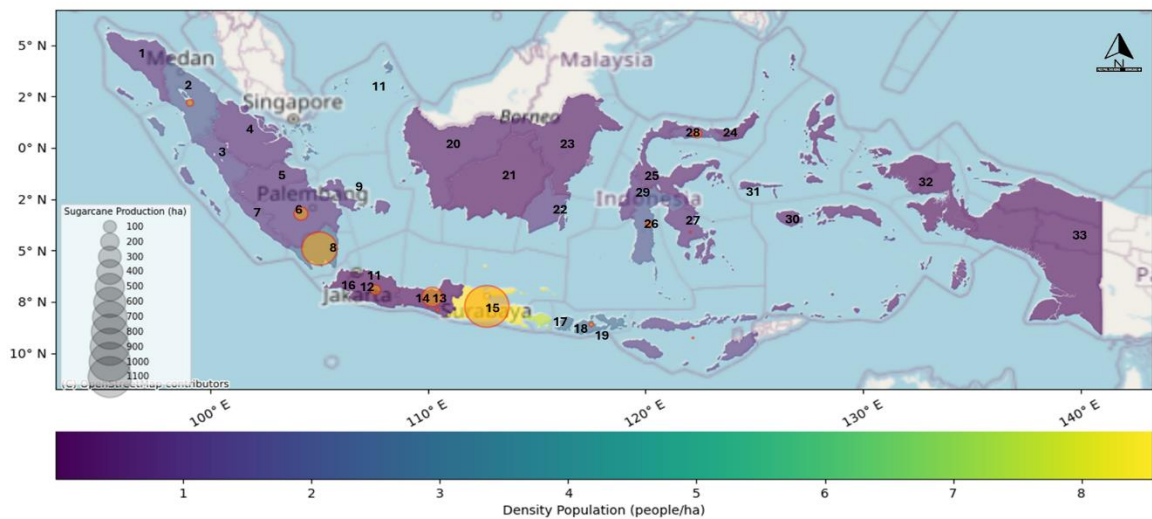 5° N
2° N
0° N
2° N
5° N
8° N
10° N
Medan
Singapore
Malaysia
Borneo
Palembang
Indonesia
Jakarta
Surabaya
Pa
N
1
2
3
4
5
6
7
8
9
11
11
12
13
14
15
16
17
18
19
20
21
22
23
24
25
26
27
28
29
30
31
32
33
Sugarcane Production (ha)
100
200
300
400
500
600
700
800
900
1000
1100
(C) OpenStreetMap contributors
100° E
110° E
120° E
130° E
140° E
1
2
3
4
5
6
7
8
Density Population (people/ha)